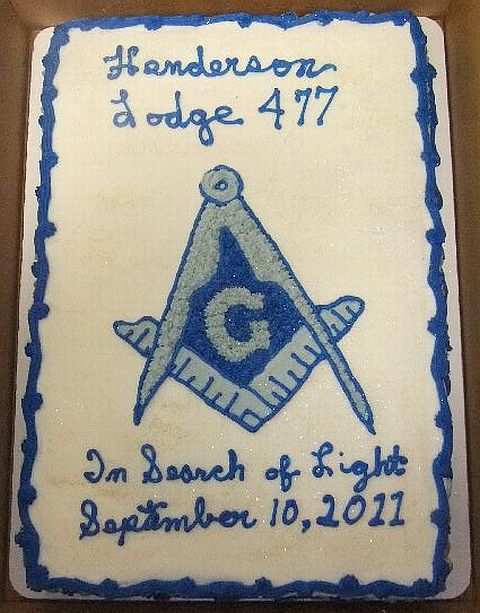 Henderson
Lodge 477
G
In Search of Light
September 10, 2011